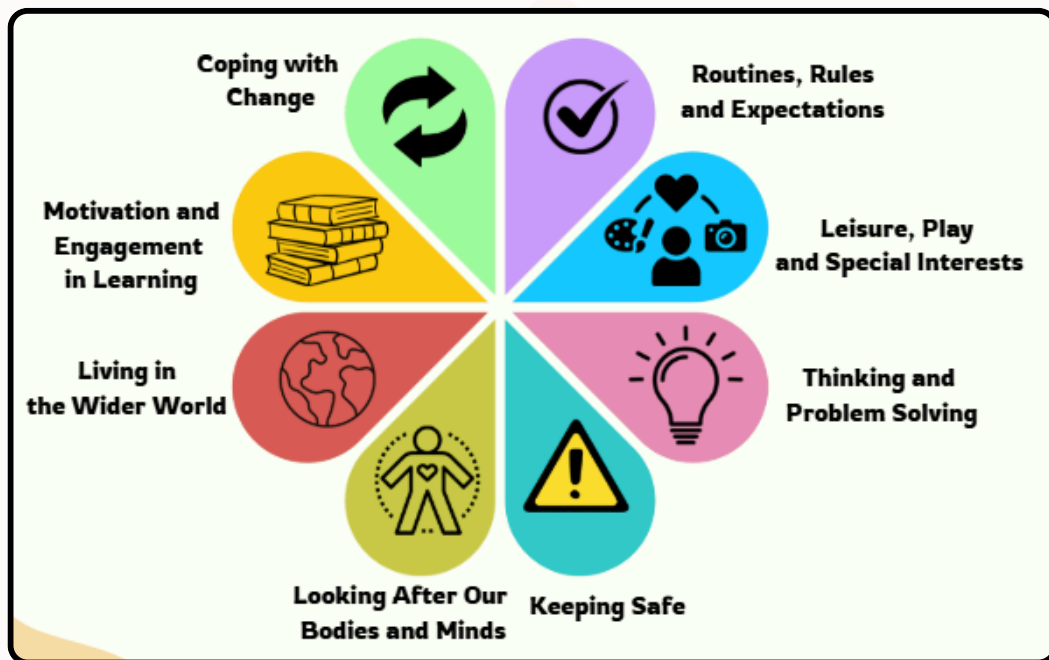 Coping with
Change
Routines, Rules
and Expectations
Motivation and
Engagement
in Learning
Leisure, Play
and Special Interests
Living in
the Wider World
Thinking and
Problem Solving
Looking After Our
Bodies and Minds
Keeping Safe